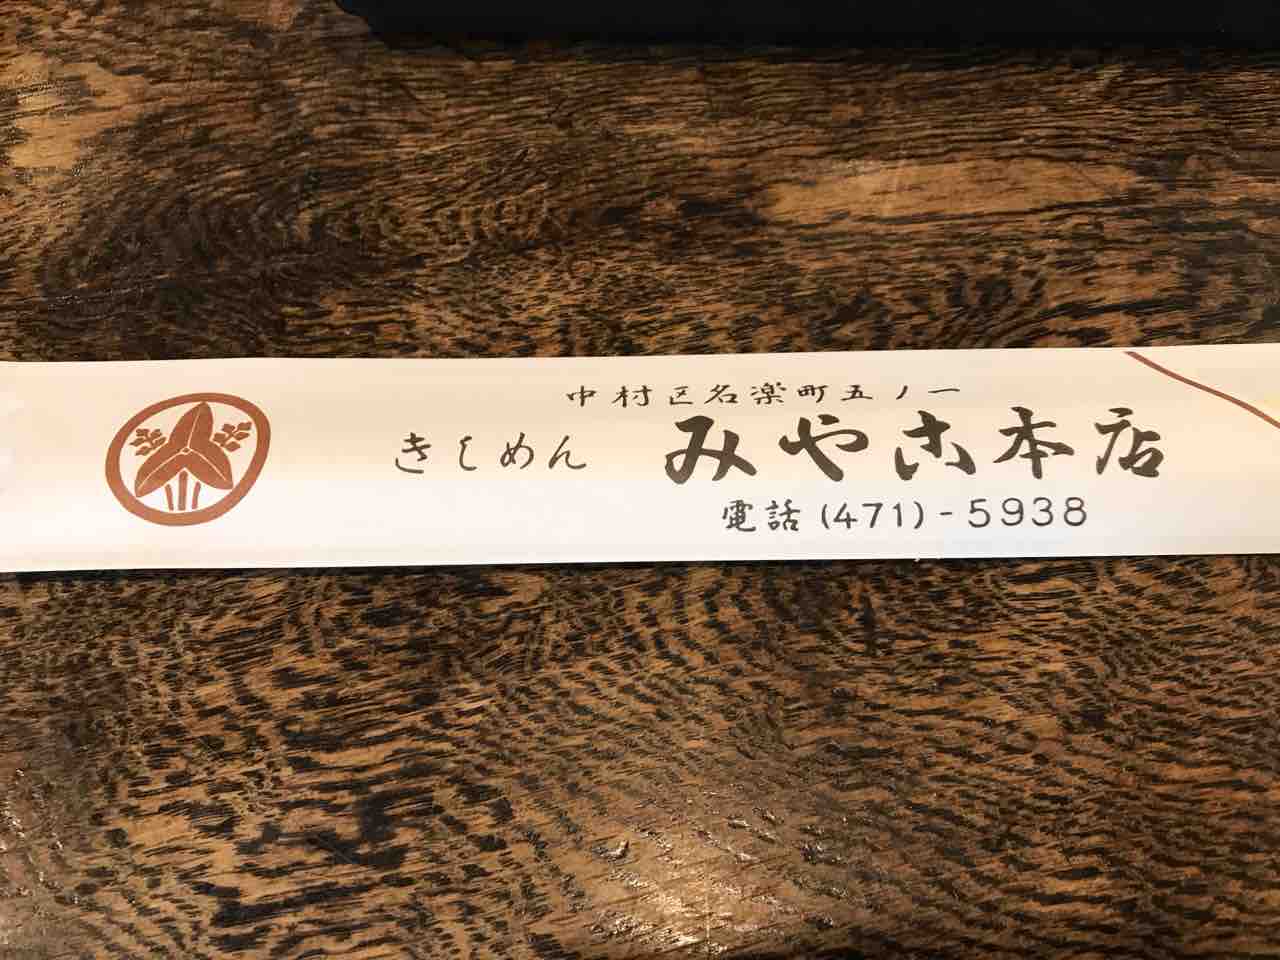 中村区名楽町五ノ一
きしめん みやこ本店
電話(471)-5938